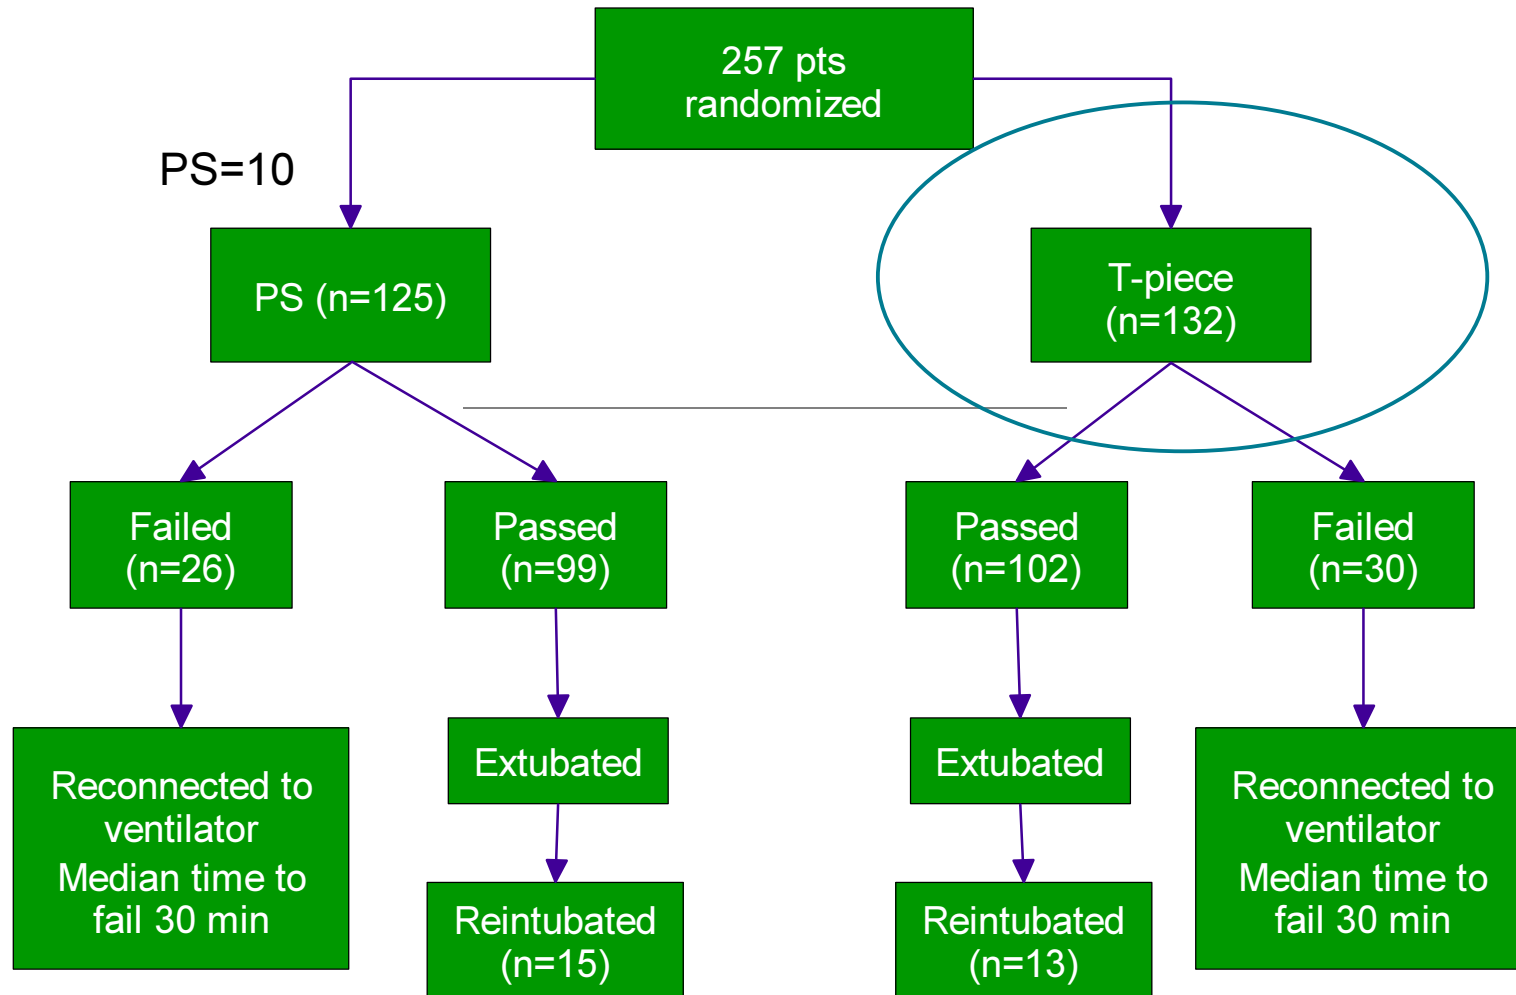 257 pts
randomized
PS=10
PS (n=125)
T-piece
(n=132)
Failed
(n=26)
Passed
(n=99)
Passed
(n=102)
Failed
(n=30)
Reconnected to
ventilator
Median time to
fail 30 min
Extubated
Extubated
Reconnected to
ventilator
Median time to
fail 30 min
Reintubated
(n=15)
Reintubated
(n=13)